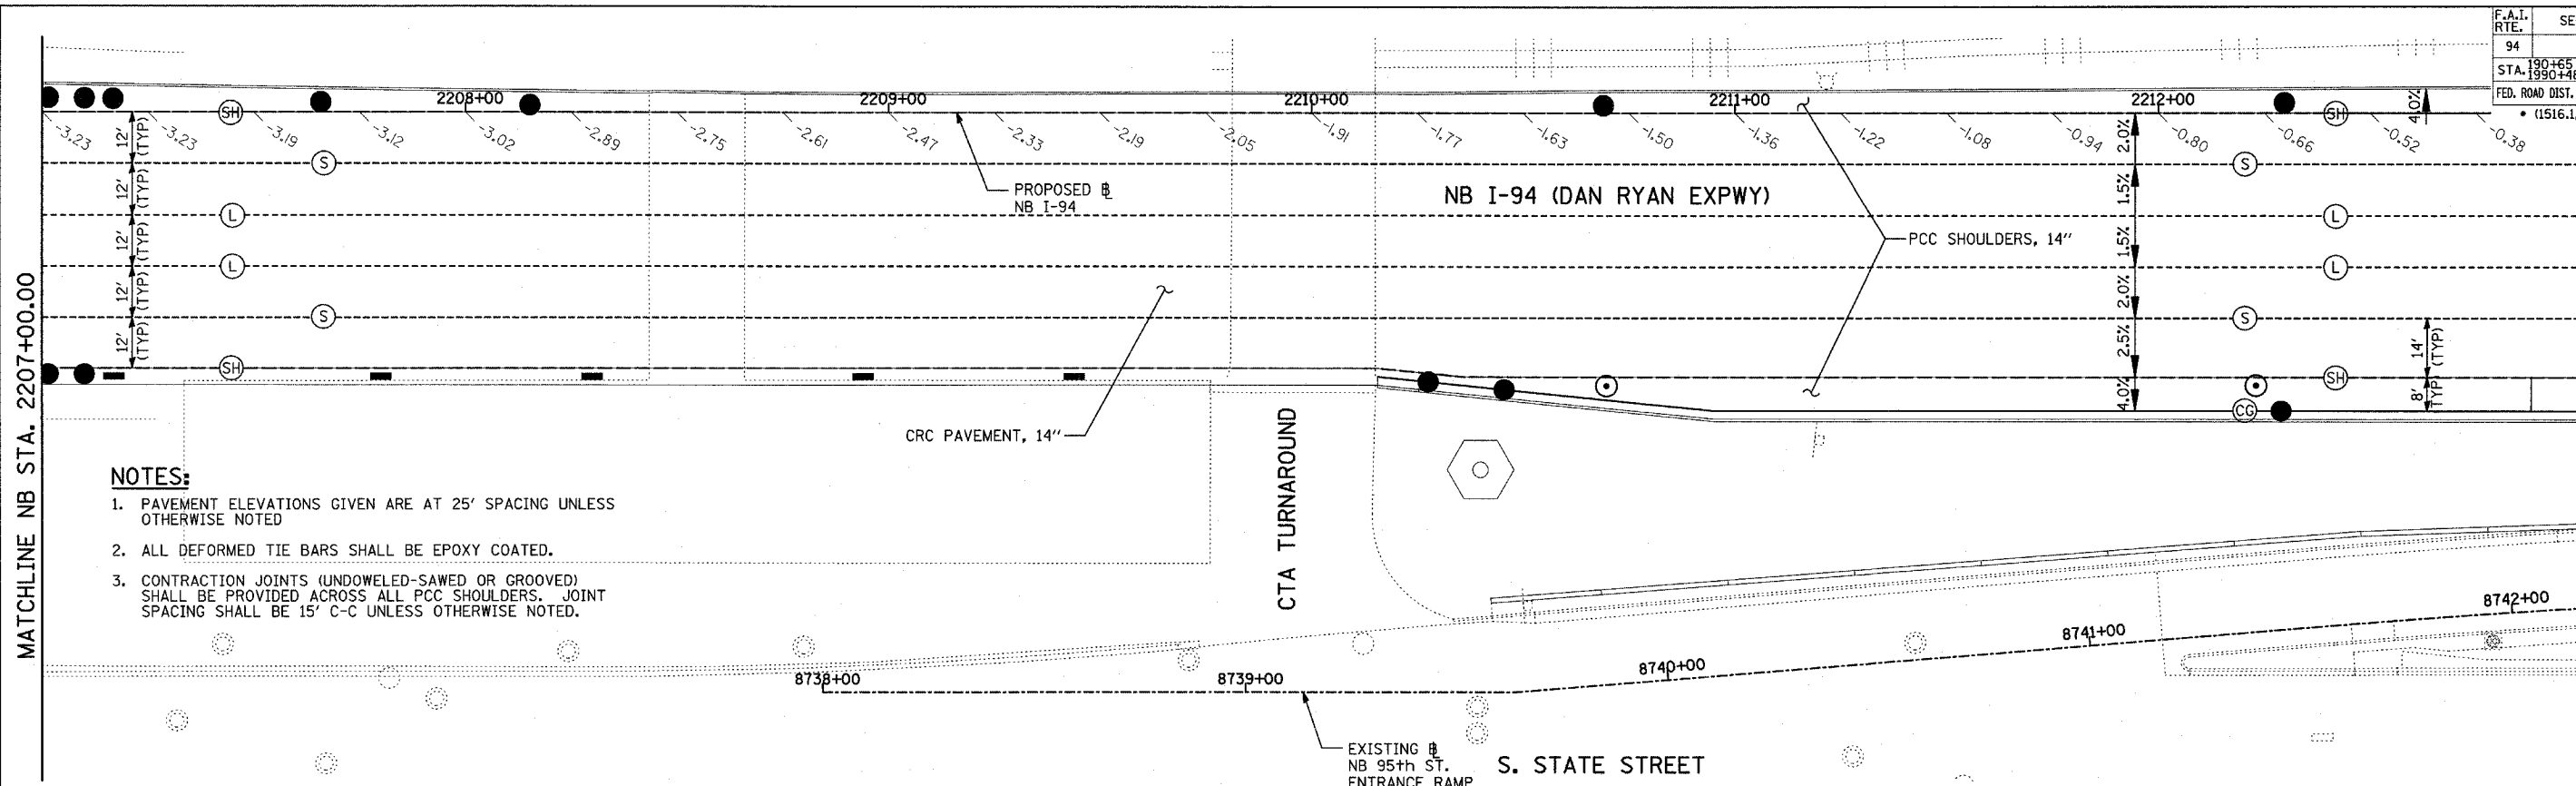 F.A.I.
RTE.
94
STA. 190+65
1990+48
FED. ROAD DIST.
• (1516.1
2208+00
2209+00
2210+00
2211+00
2212+00
SH
SH
4.0%
-3.23
-3.23
-3.19
-3.12
-3.02
-2.89
-2.75
-2.61
-2.47
-2.33
-2.19
-2.05
-1.91
-1.77
-1.63
-1.50
-1.36
-1.22
-1.08
-0.94
-0.80
-0.66
-0.52
-0.38
12' (TYP)
12' (TYP)
12' (TYP)
12' (TYP)
12' (TYP)
S
L
L
S
SH
PROPOSED
NB I-94
NB I-94 (DAN RYAN EXPWY)
PCC SHOULDERS, 14"
2.0%
1.5%
1.5%
2.0%
2.5%
4.0%
S
L
L
S
SH
CG
14' (TYP)
8' TYP)
MATCHLINE NB STA. 2207+00.00
CRC PAVEMENT, 14"
CTA TURNAROUND
NOTES:
1. PAVEMENT ELEVATIONS GIVEN ARE AT 25' SPACING UNLESS
OTHERWISE NOTED
2. ALL DEFORMED TIE BARS SHALL BE EPOXY COATED.
3. CONTRACTION JOINTS (UNDOWELED-SAWED OR GROOVED)
SHALL BE PROVIDED ACROSS ALL PCC SHOULDERS. JOINT
SPACING SHALL BE 15' C-C UNLESS OTHERWISE NOTED.
8738+00
8739+00
8740+00
8741+00
8742+00
EXISTING
NB 95th ST.
ENTRANCE RAMP
S. STATE STREET